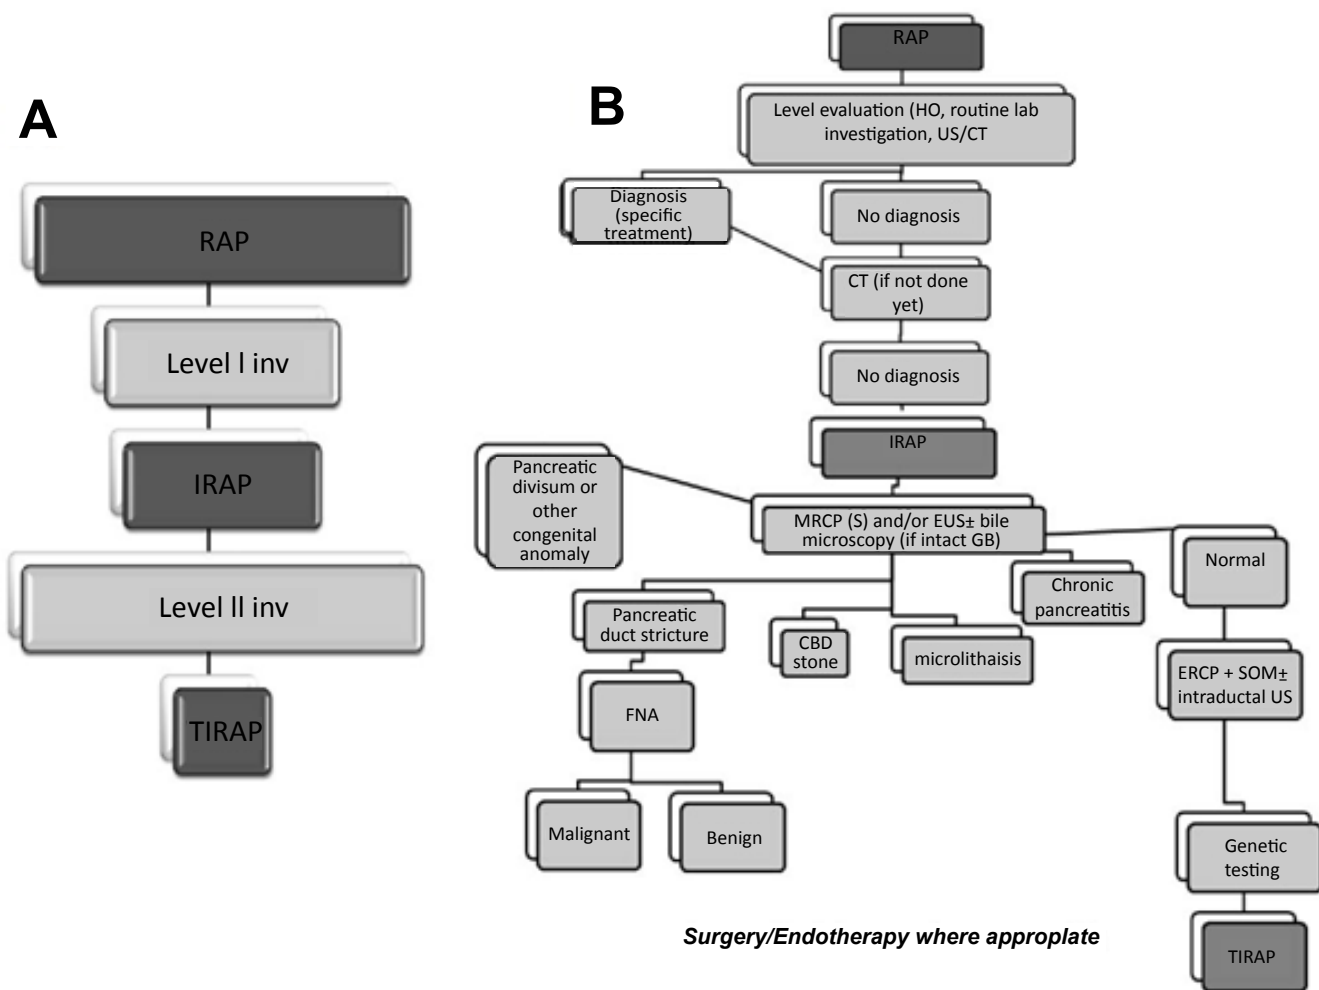 A
RAP
Level l inv
IRAP
Level ll inv
TIRAP
B
RAP
Level evaluation (HO, routine lab
investigation, US/CT
Diagnosis
(specific
treatment)
No diagnosis
CT (if not done
yet)
No diagnosis
IRAP
Pancreatic
divisum or
other
congenital
anomaly
MRCP (S) and/or EUS± bile
microscopy (if intact GB)
Normal
Chronic
pancreatitis
Pancreatic
duct stricture
CBD
stone
microlithaisis
ERCP + SOM±
intraductal US
FNA
Malignant
Benign
Genetic
testing
TIRAP
Surgery/Endotherapy where approplate